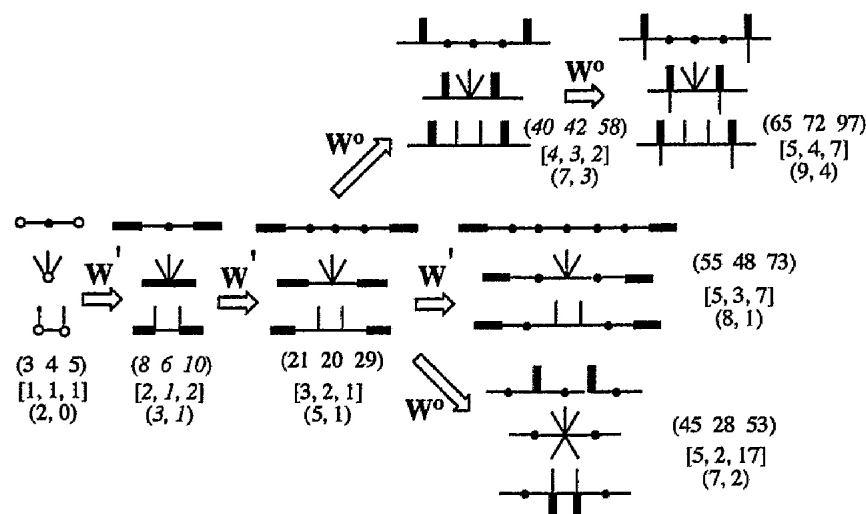 W°
(40 42 58)
[4, 3, 2]
(7, 3)
W°
(65 72 97)
[5, 4, 7]
(9, 4)
W'
(3 4 5)
[1, 1, 1]
(2, 0)
W'
(8 6 10)
[2, 1, 2]
(3, 1)
(21 20 29)
[3, 2, 1]
(5, 1)
W'
(55 48 73)
[5, 3, 7]
(8, 1)
W°
(45 28 53)
[5, 2, 17]
(7, 2)